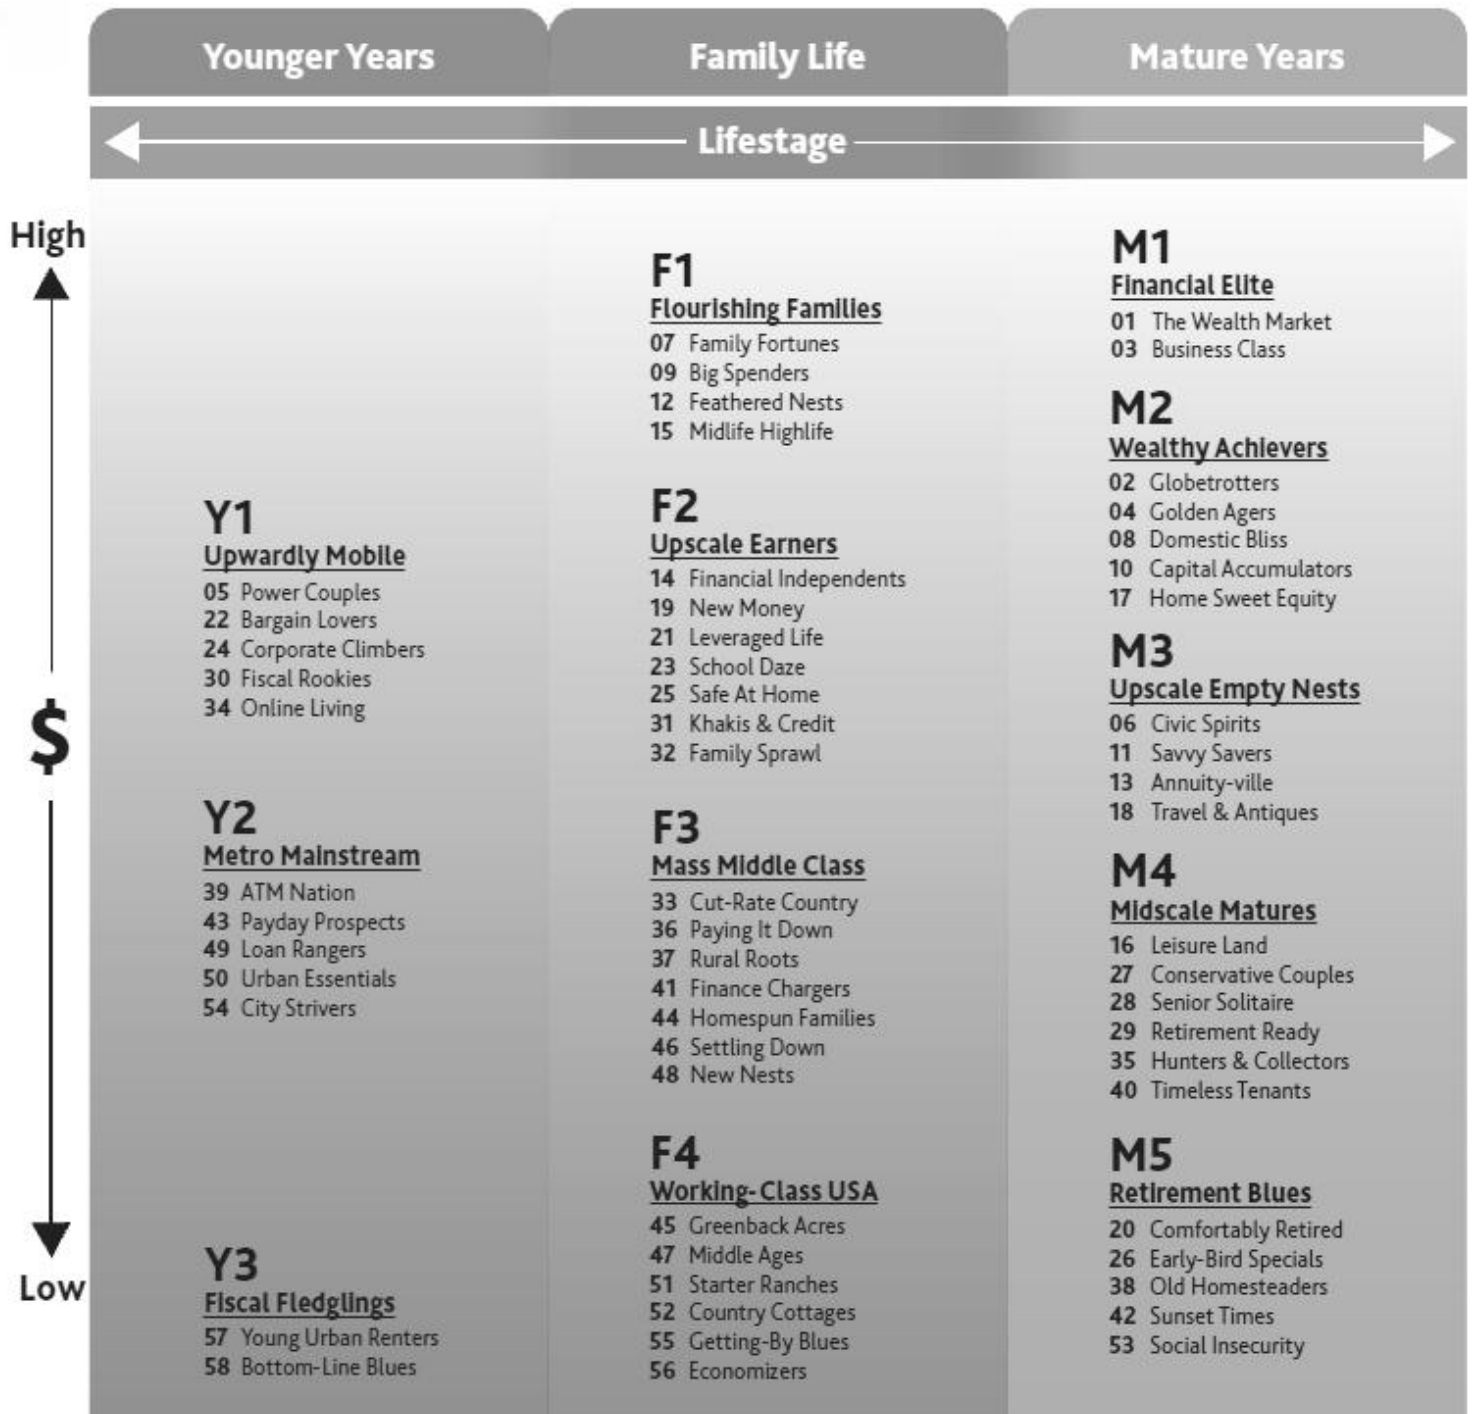 Younger Years
Family Life
Mature Years
Lifestage
High
$
Low
Y1
Upwardly Mobile
05 Power Couples
22 Bargain Lovers
24 Corporate Climbers
30 Fiscal Rookies
34 Online Living
Y2
Metro Mainstream
39 ATM Nation
43 Payday Prospects
49 Loan Rangers
50 Urban Essentials
54 City Strivers
Y3
Fiscal Fledglings
57 Young Urban Renters
58 Bottom-Line Blues
F1
Flourishing Families
07 Family Fortunes
09 Big Spenders
12 Feathered Nests
15 Midlife Highlife
F2
Upscale Earners
14 Financial Independents
19 New Money
21 Leveraged Life
23 School Daze
25 Safe At Home
31 Khakis & Credit
32 Family Sprawl
F3
Mass Middle Class
33 Cut-Rate Country
36 Paying It Down
37 Rural Roots
41 Finance Chargers
44 Homespun Families
46 Settling Down
48 New Nests
F4
Working-Class USA
45 Greenback Acres
47 Middle Ages
51 Starter Ranches
52 Country Cottages
55 Getting-By Blues
56 Economizers
M1
Financial Elite
01 The Wealth Market
03 Business Class
M2
Wealthy Achievers
02 Globetrotters
04 Golden Agers
08 Domestic Bliss
10 Capital Accumulators
17 Home Sweet Equity
M3
Upscale Empty Nests
06 Civic Spirits
11 Savvy Savers
13 Annuity-ville
18 Travel & Antiques
M4
Midscale Matures
16 Leisure Land
27 Conservative Couples
28 Senior Solitaire
29 Retirement Ready
35 Hunters & Collectors
40 Timeless Tenants
M5
Retirement Blues
20 Comfortably Retired
26 Early-Bird Specials
38 Old Homesteaders
42 Sunset Times
53 Social Insecurity